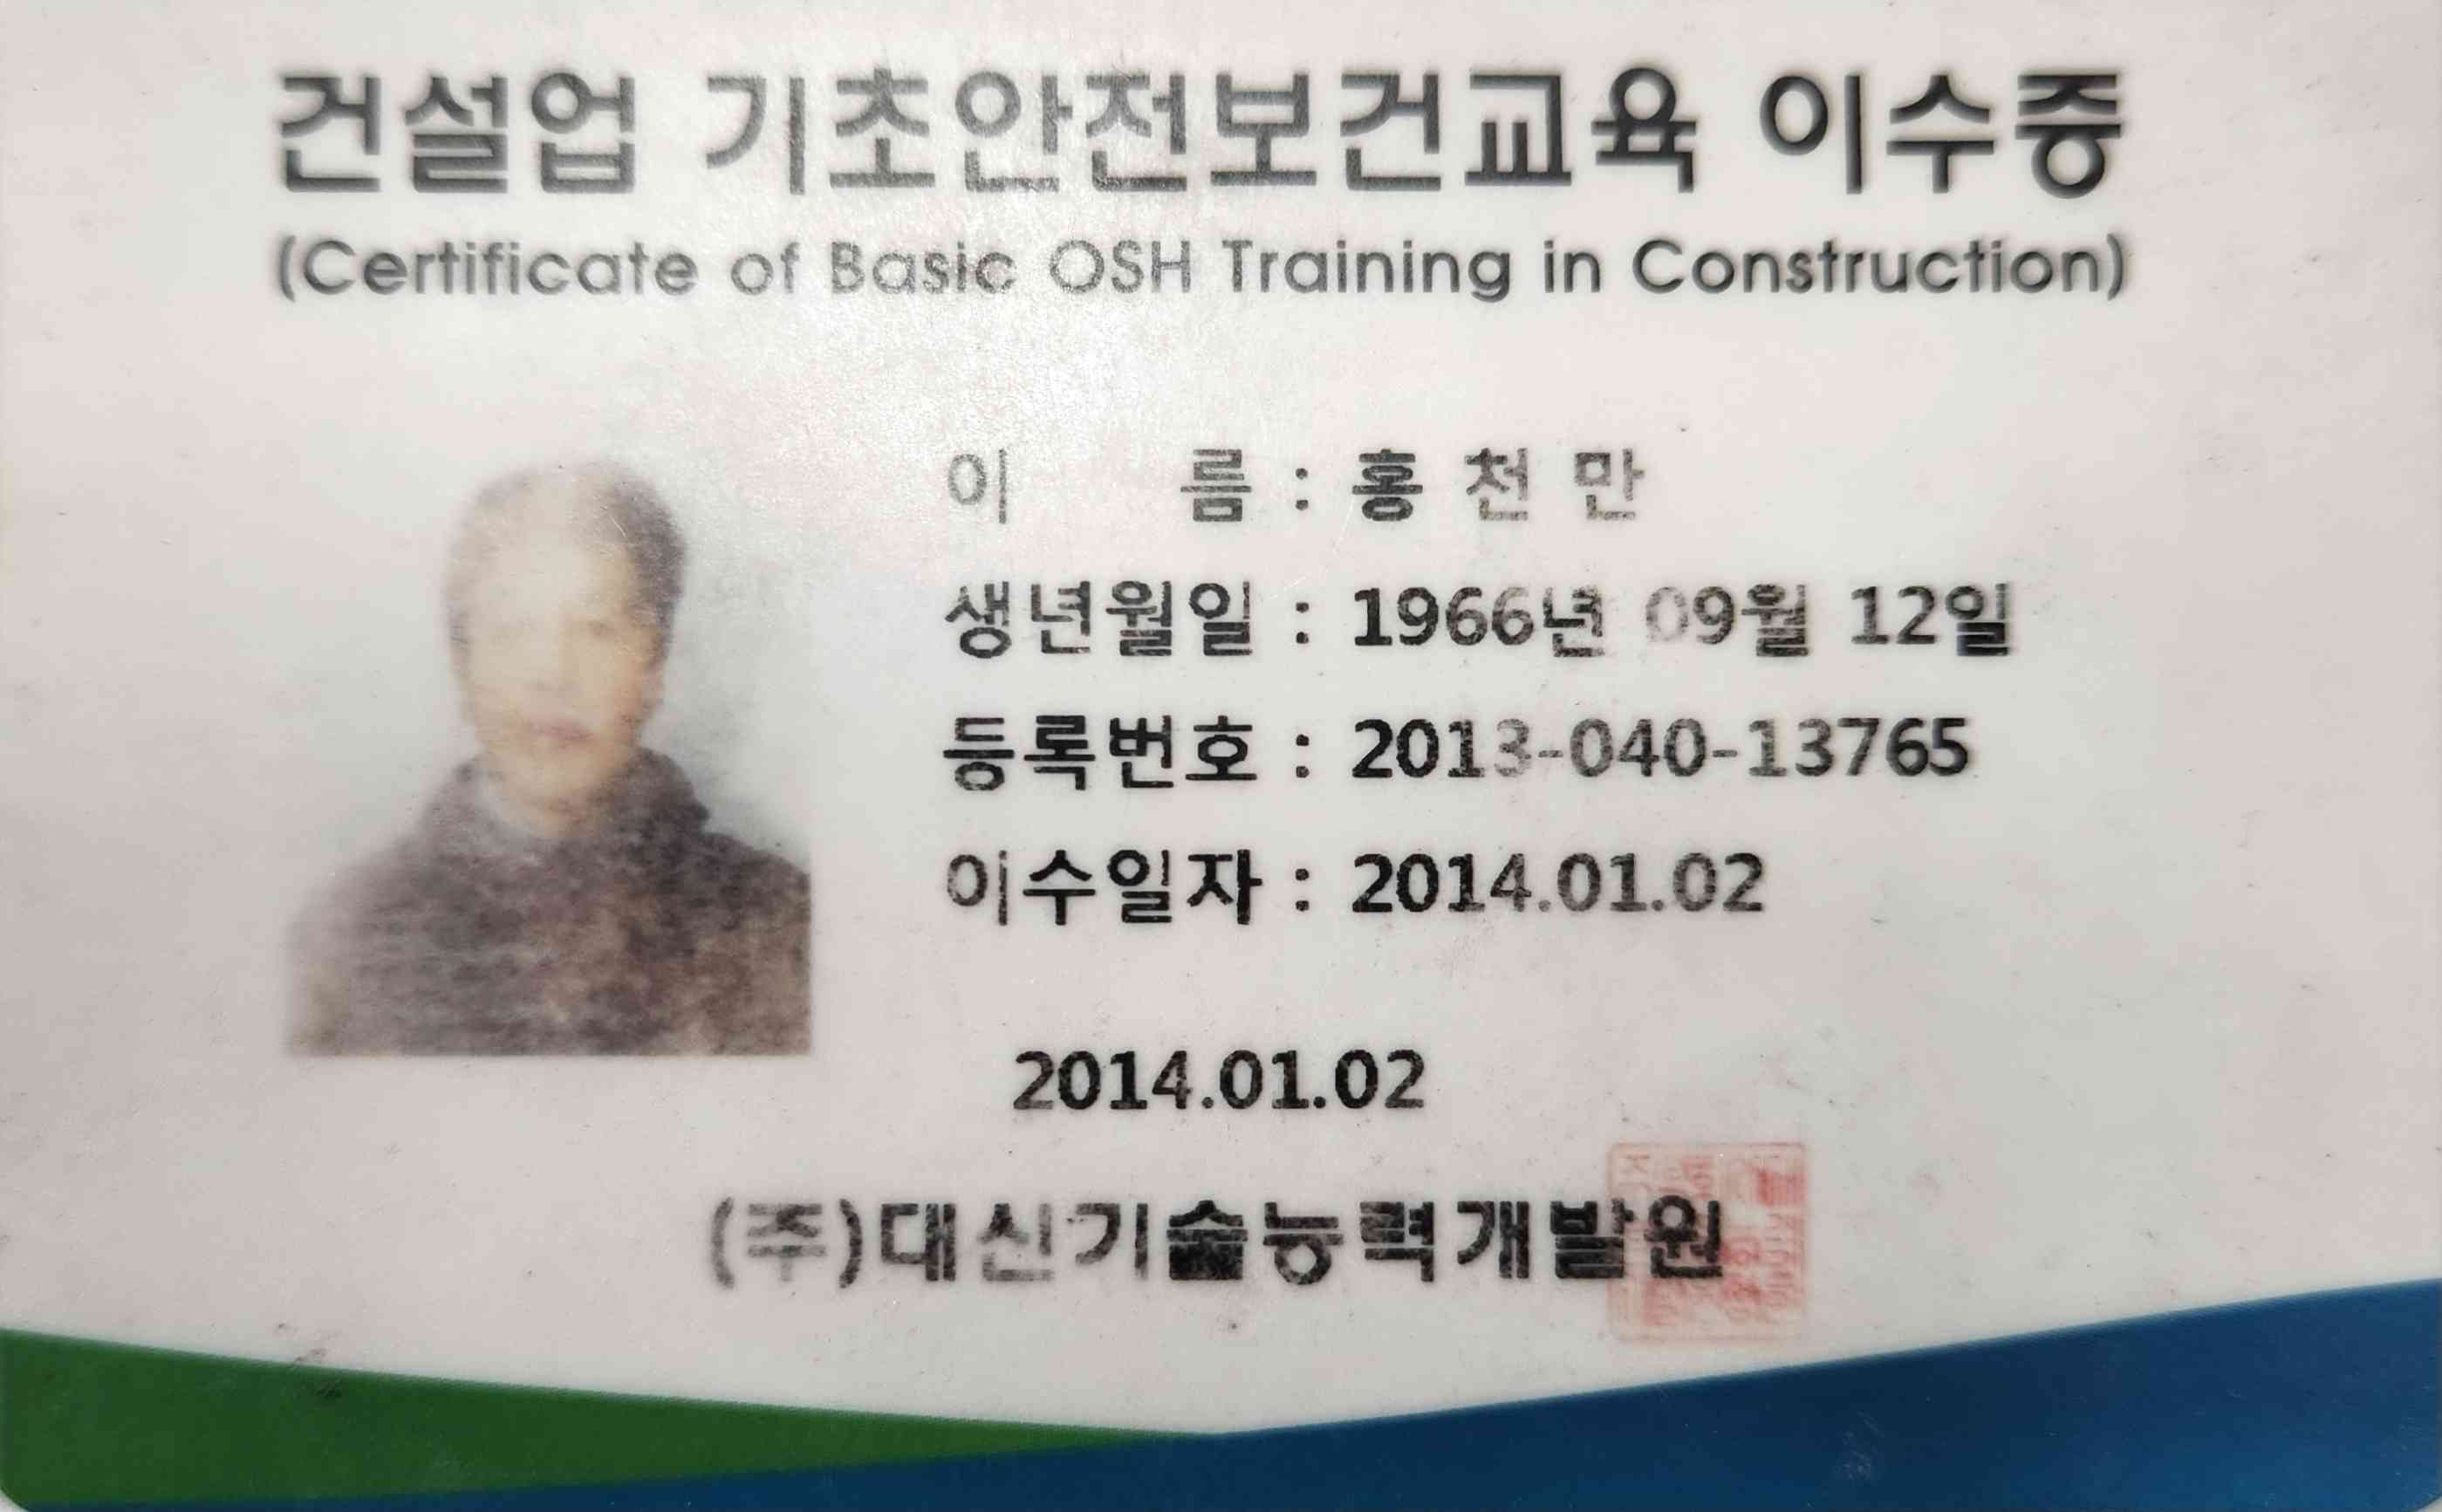 건설업 기초안전보건교육 이수증
(Certificate of Basic OSH Training in Construction)
이 름 : 홍 천 만
생년월일 : 1966년 09월 12일
등록번호 : 2013-040-13765
이수일자 : 2014.01.02
2014.01.02
(주)대신기술능력개발원